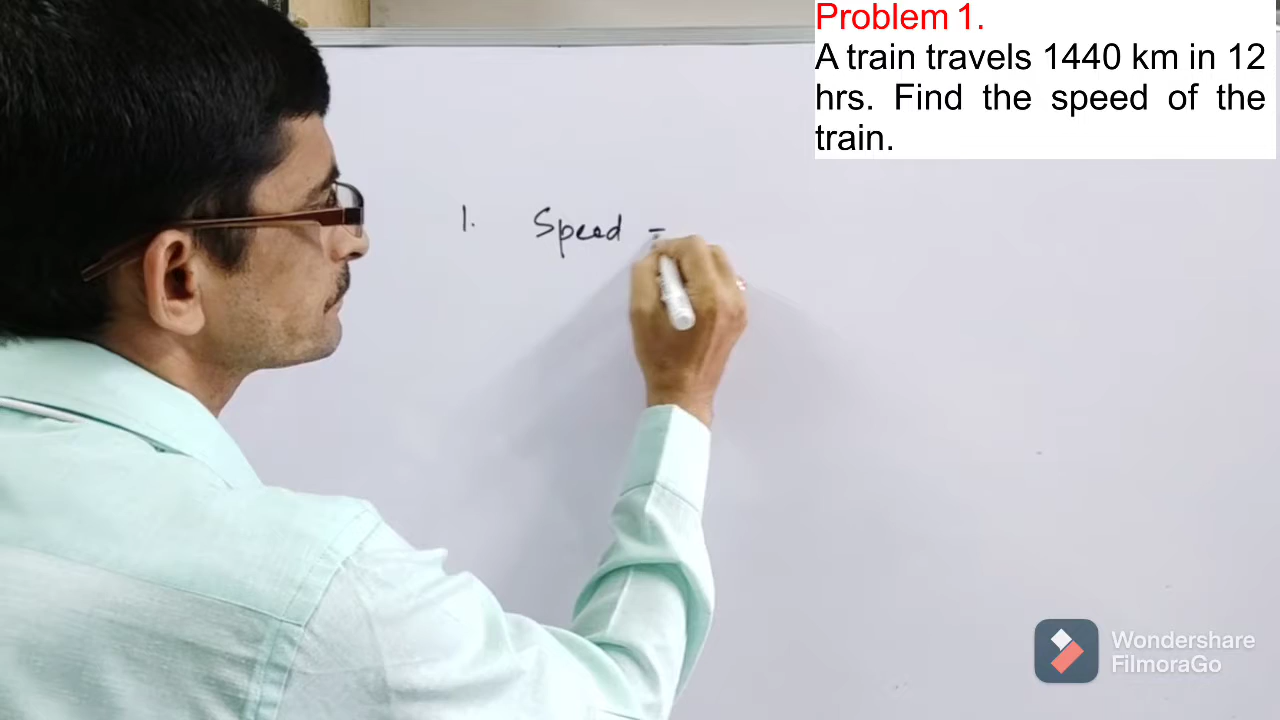 Problem 1.
A train travels 1440 km in 12
hrs. Find the speed of the
train.
1. Speed =
Wondershare
FilmoraGo